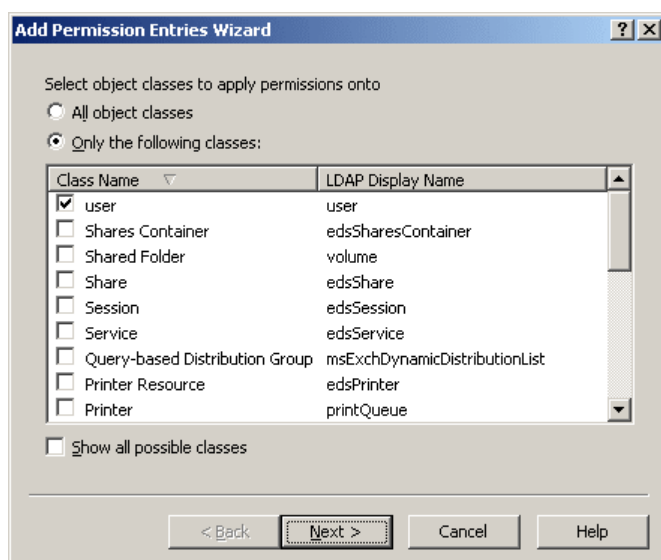 Add Permission Entries Wizard
Select object classes to apply permissions onto
All object classes
Only the following classes:
Class Name LDAP Display Name
user user
Shares Container edsSharesContainer
Shared Folder volume
Share edsShare
Session edsSession
Service edsService
Query-based Distribution Group msExchDynamicDistributionList
Printer Resource edsPrinter
Printer printQueue
Show all possible classes
< Back Next > Cancel Help